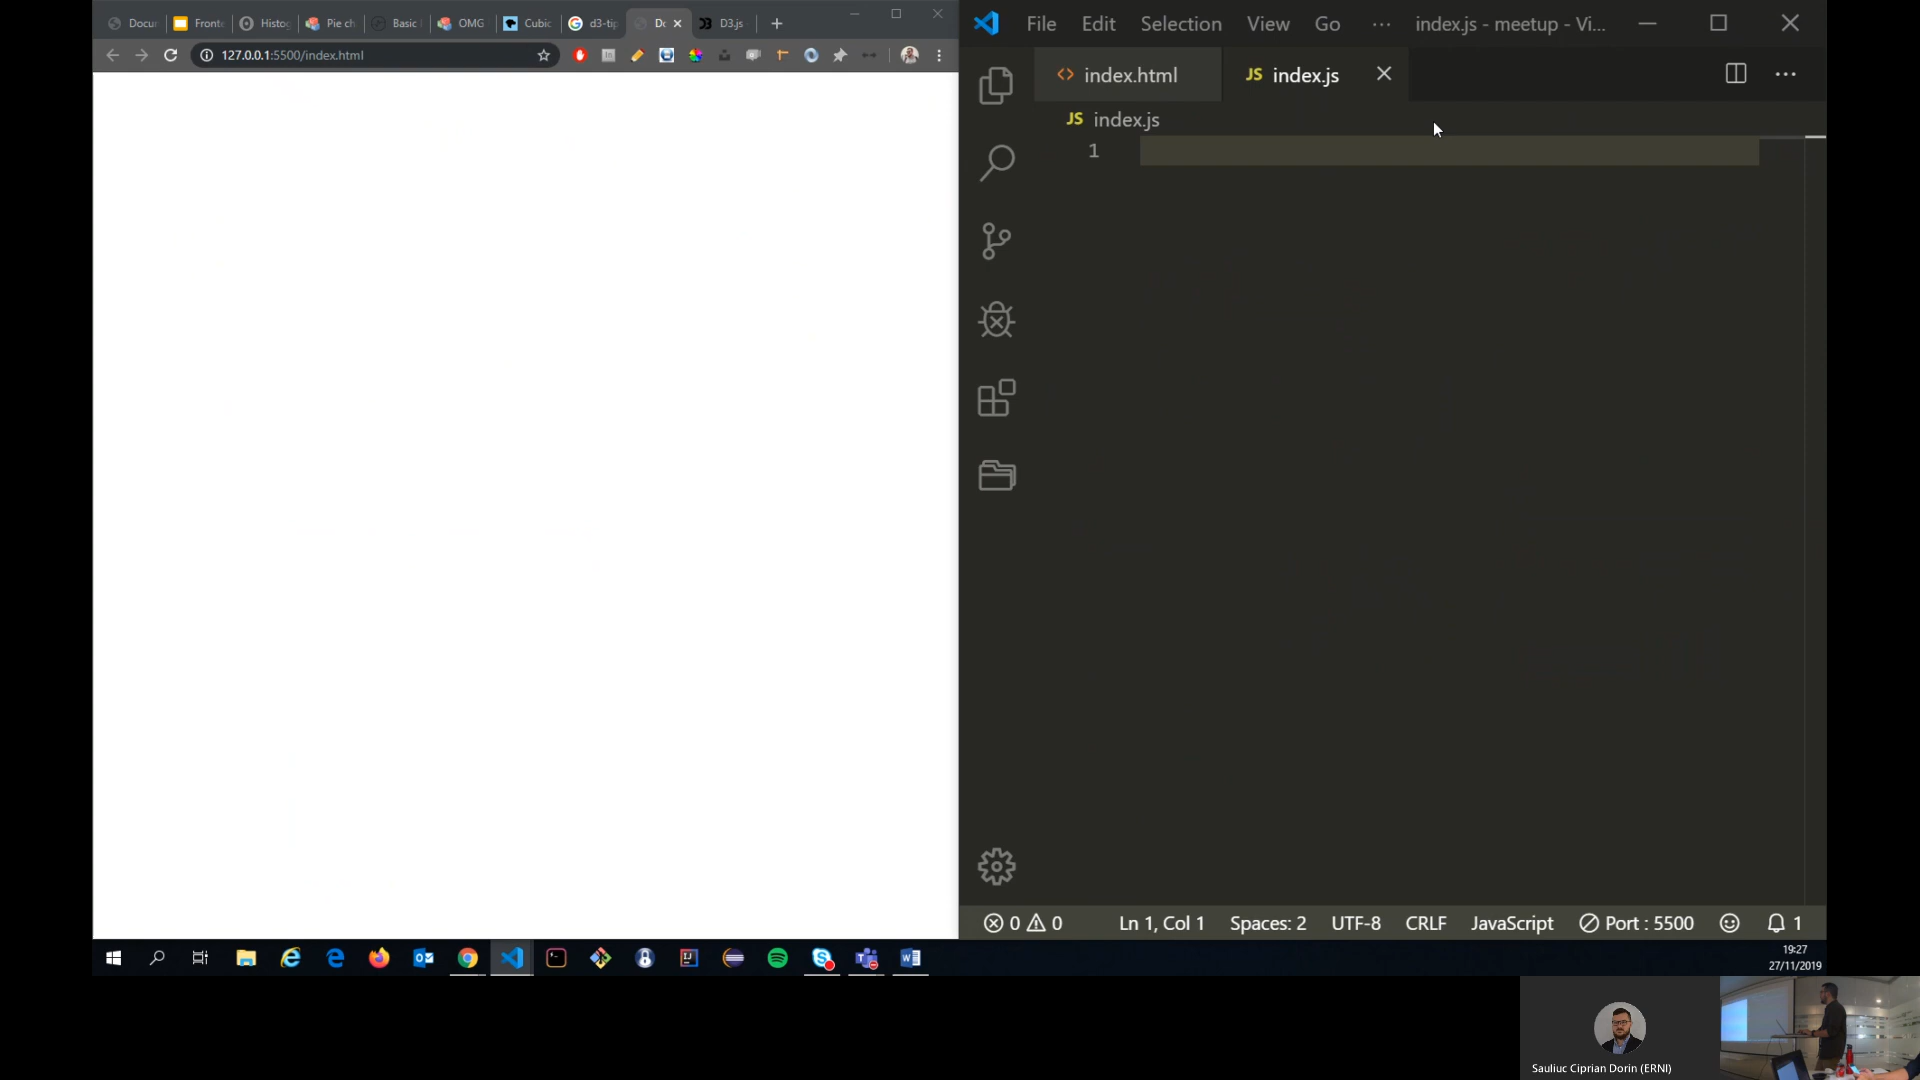 Docu
Fronte
Histog
Pie ch
Basic
OMG
Cubic
G d3-tip
Do
D3 D3.js
127.0.0.1:5500/index.html
File Edit Selection View Go ··· index.js - meetup - Vi...
<> index.html
JS index.js
JS index.js
1
0 0 Ln 1, Col 1 Spaces: 2 UTF-8 CRLF JavaScript Port : 5500 1
19:27
27/11/2019
Sauliuc Ciprian Dorin (ERNI)